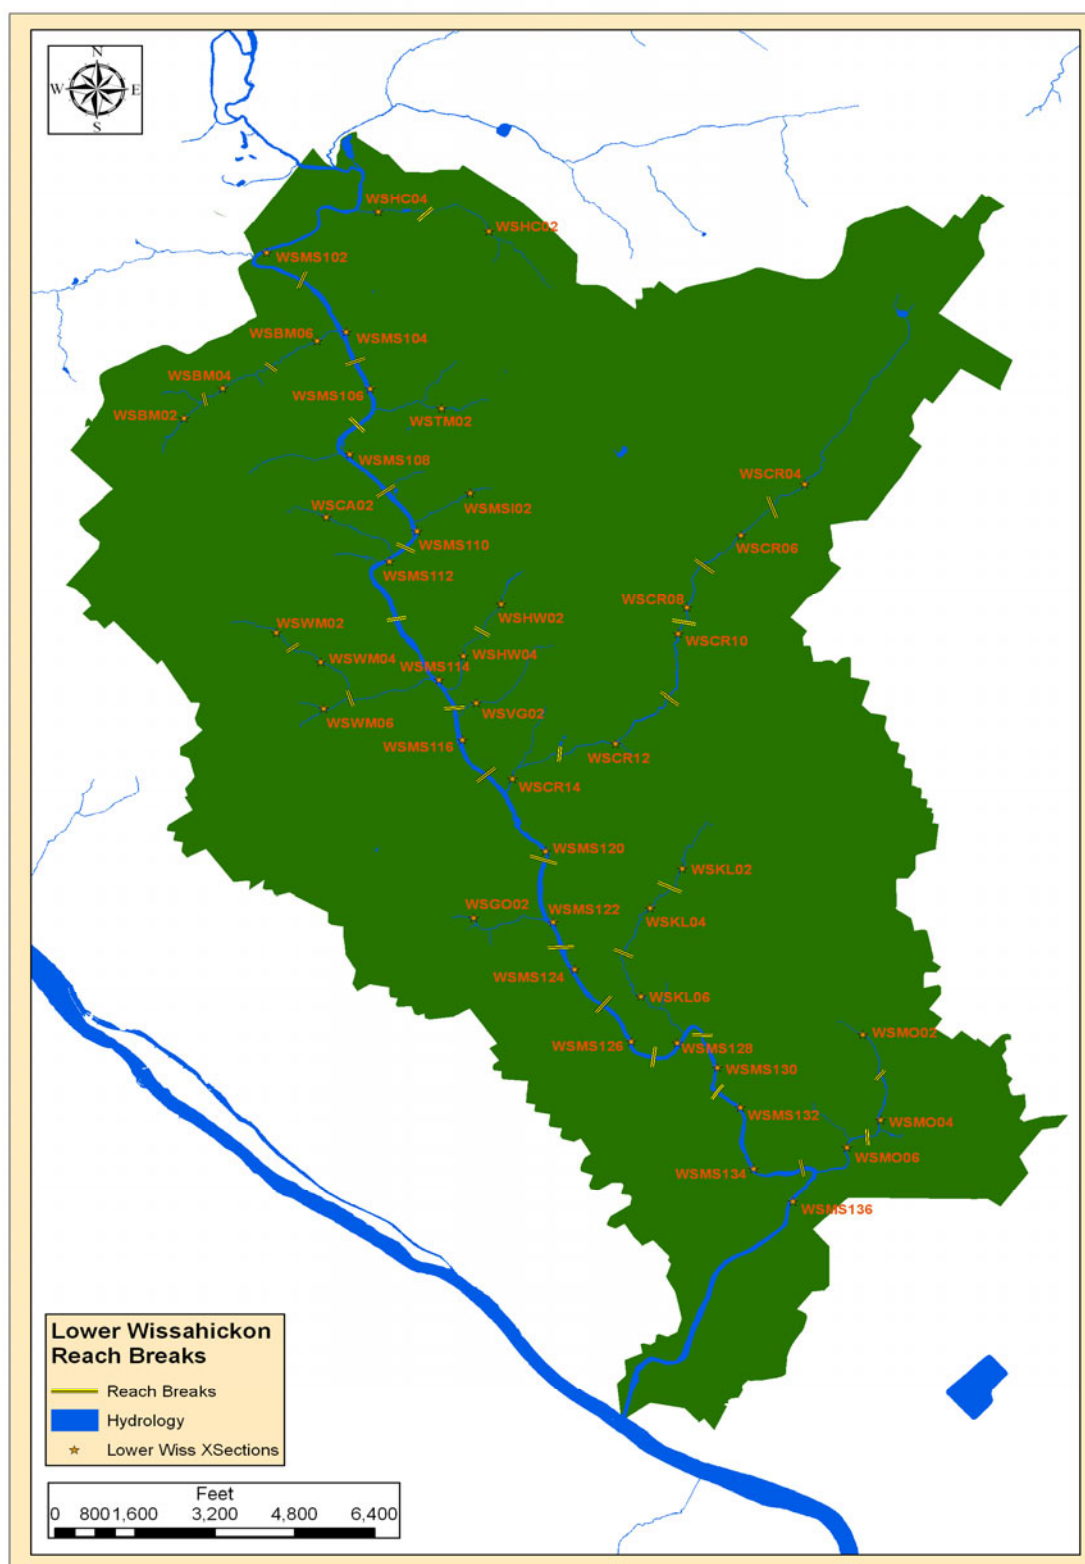 N
W E
S
WSHC04
WSHC02
WSMS102
WSBM06
WSMS104
WSBM04
WSMS106
WSBM02
WSTM02
WSMS108
WSCR04
WSCA02
WSMSI02
WSMS110
WSCR06
WSMS112
WSCR08
WSHW02
WSWM02
WSCR10
WSWM04
WSHW04
WSMS114
WSVG02
WSWM06
WSMS116
WSCR12
WSCR14
WSMS120
WSKL02
WSGO02
WSMS122
WSKL04
WSMS124
WSKL06
WSMO02
WSMS126
WSMS128
WSMS130
WSMS132
WSMO04
WSMO06
WSMS134
WSMS136
Lower Wissahickon
Reach Breaks
Reach Breaks
Hydrology
Lower Wiss XSections
Feet
0 800 1,600 3,200 4,800 6,400